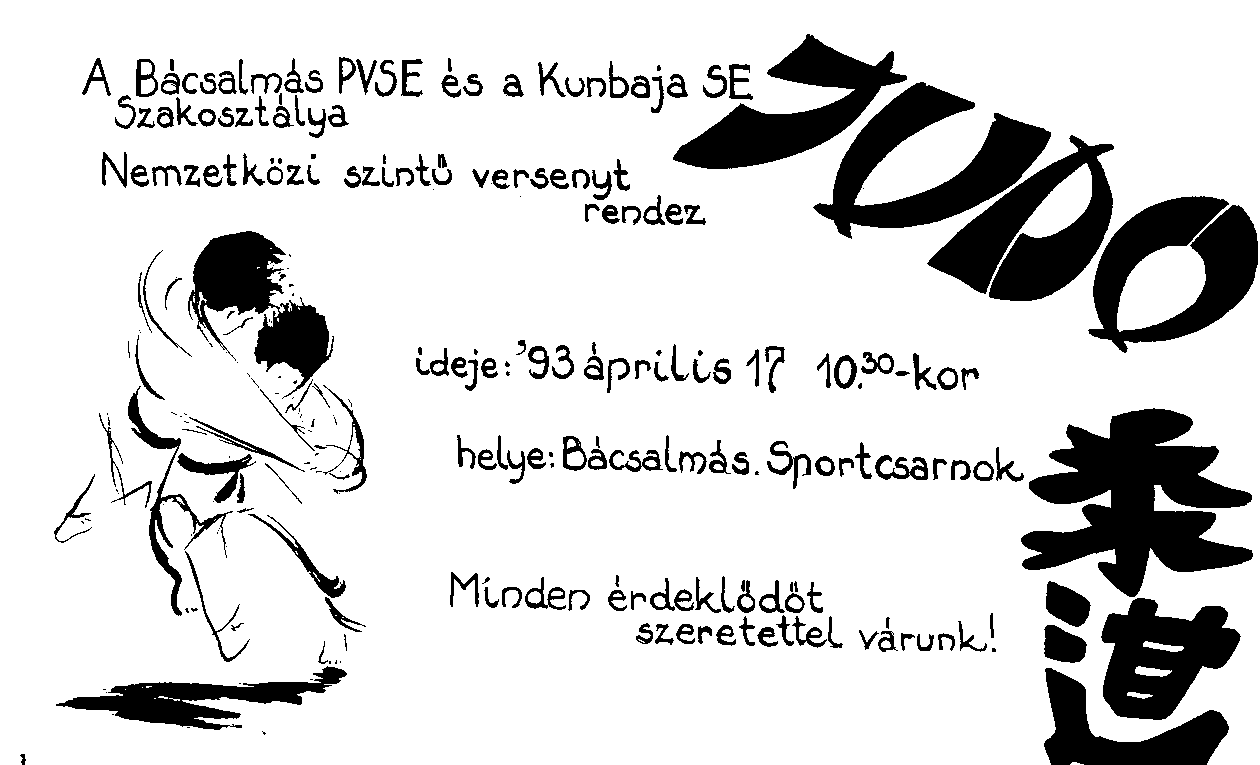 A Bácsalmás PVSE és a Kunbaja SE
Szakosztálya
JUDO
Nemzetközi szintű versenyt
rendez
ideje: '93 április 17 10.30-kor
helye: Bácsalmás. Sportcsarnok
Minden érdeklődőt
szeretettel várunk!
柔
道